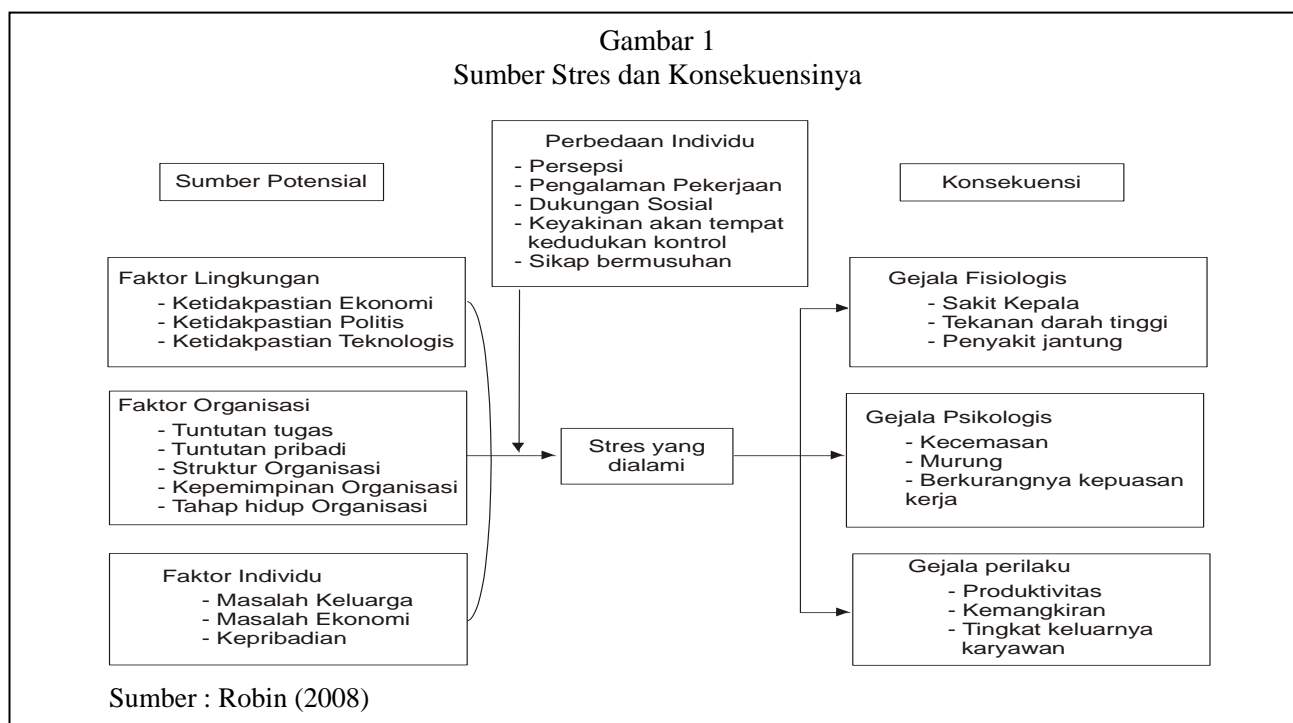 Gambar 1
Sumber Stres dan Konsekuensinya
Sumber Potensial
Perbedaan Individu
- Persepsi
- Pengalaman Pekerjaan
- Dukungan Sosial
- Keyakinan akan tempat
kedudukan kontrol
- Sikap bermusuhan
Konsekuensi
Faktor Lingkungan
- Ketidakpastian Ekonomi
- Ketidakpastian Politis
- Ketidakpastian Teknologis
Faktor Organisasi
- Tuntutan tugas
- Tuntutan pribadi
- Struktur Organisasi
- Kepemimpinan Organisasi
- Tahap hidup Organisasi
Faktor Individu
- Masalah Keluarga
- Masalah Ekonomi
- Kepribadian
Stres yang
dialami
Gejala Fisiologis
- Sakit Kepala
- Tekanan darah tinggi
- Penyakit jantung
Gejala Psikologis
- Kecemasan
- Murung
- Berkurangnya kepuasan
kerja
Gejala perilaku
- Produktivitas
- Kemangkiran
- Tingkat keluarnya
karyawan
Sumber : Robin (2008)